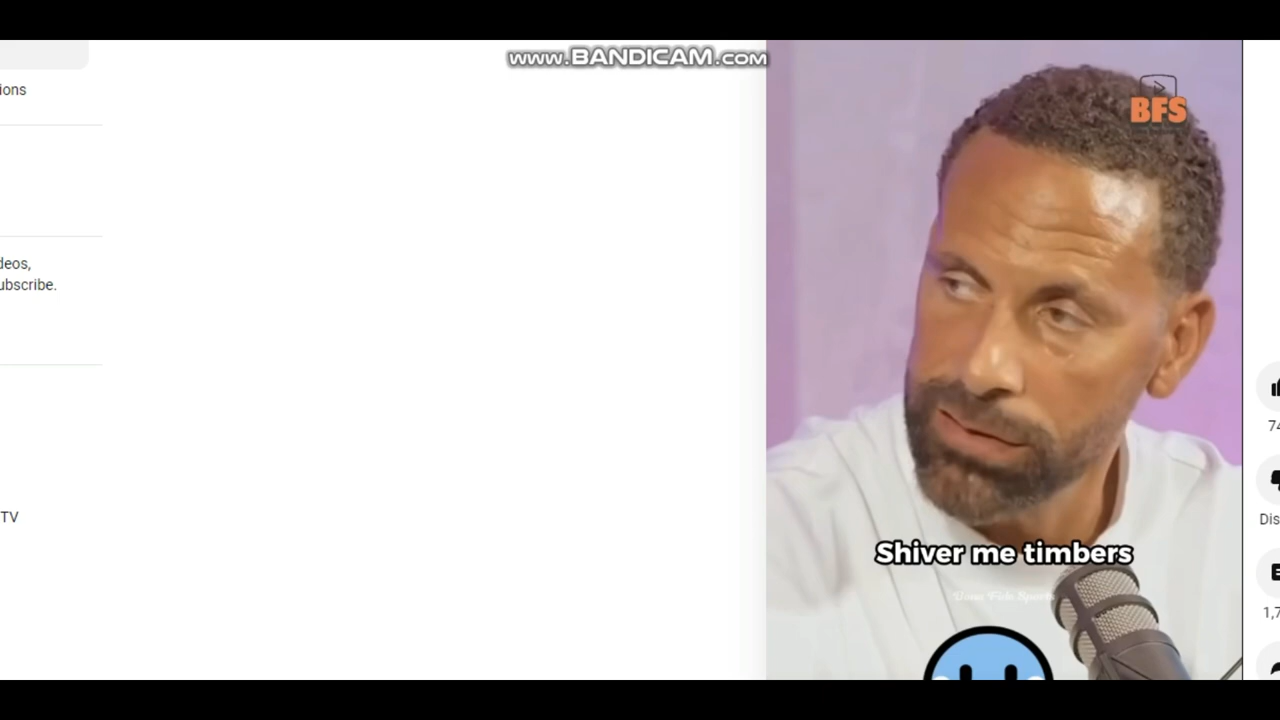 www.BANDICAM.com
ions
BFS
deos,
ubscribe.
74
TV
Dis
Shiver me timbers
1,7